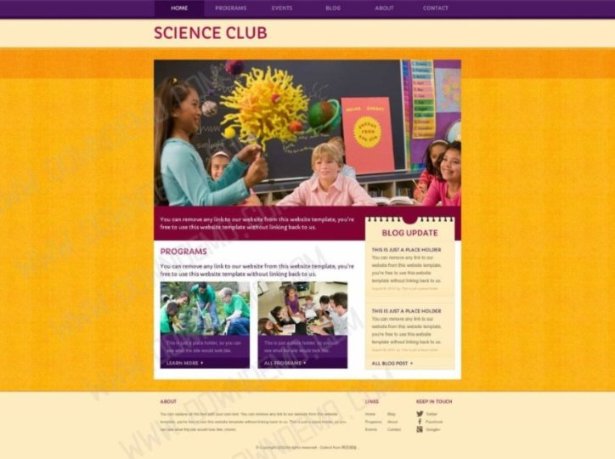 HOME PROGRAMS EVENTS BLOG ABOUT CONTACT
SCIENCE CLUB
You can remove any link to our website from this website template, you're
free to use this website template without linking back to us.
BLOG UPDATE
PROGRAMS
You can remove any link to our website from this website template, you're
free to use this website template without linking back to us.
This is just a place holder, so you can
see what the site would look like.
LEARN MORE
This is just a place holder, so you can
see what the site would look like.
ALL PROGRAMS
THIS IS JUST A PLACE HOLDER
You can remove any link to our
website from this website template,
you're free to use this website
template without linking back to us.
THIS IS JUST A PLACE HOLDER
You can remove any link to our
website from this website template,
you're free to use this website
template without linking back to us.
ALL BLOG POST
ABOUT
LINKS
KEEP IN TOUCH
Home Blog
Programs About
Events Contact
Twitter
Facebook
Google+
WWW.DOWNDEMO.COM